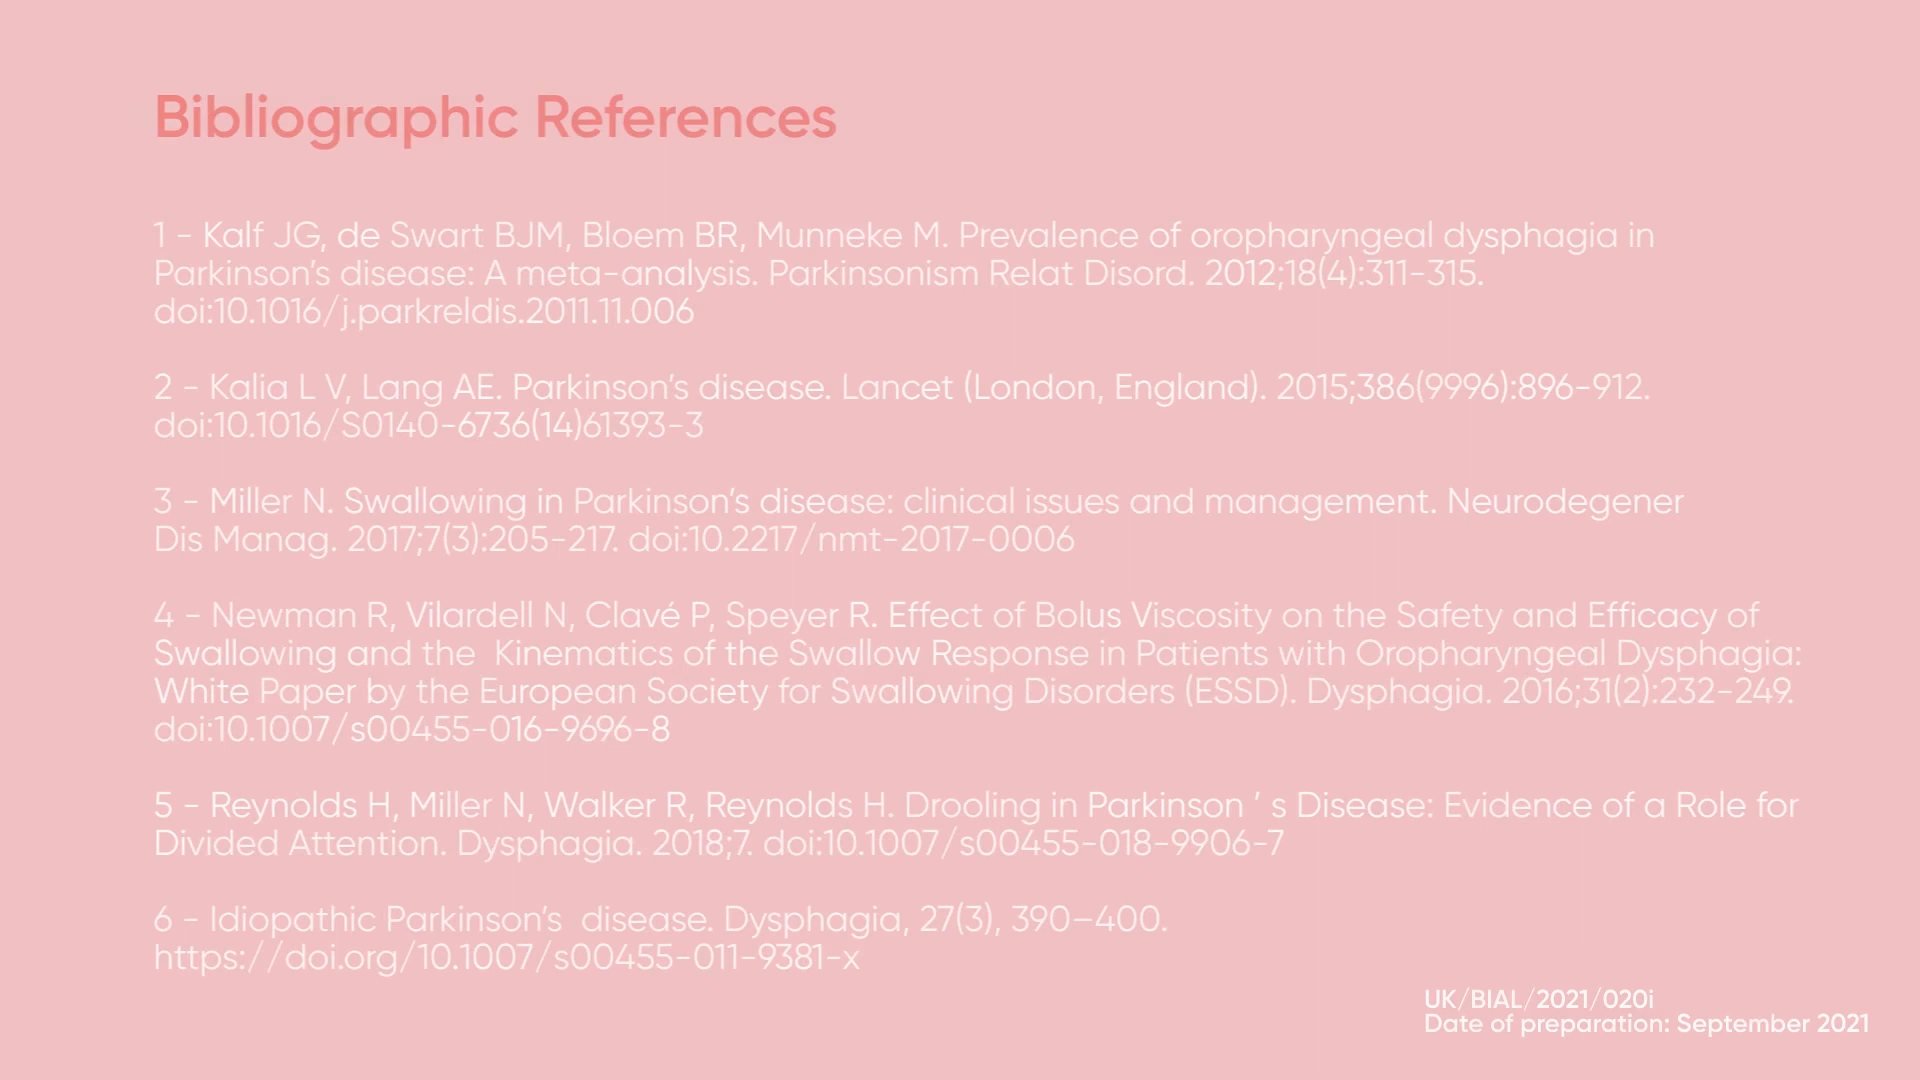 Bibliographic References
1 - Kalf JG, de Swart BJM, Bloem BR, Munneke M. Prevalence of oropharyngeal dysphagia in
Parkinson's disease: A meta-analysis. Parkinsonism Relat Disord. 2012;18(4):311-315.
doi:10.1016/j.parkreldis.2011.11.006
2 - Kalia L V, Lang AE. Parkinson's disease. Lancet (London, England). 2015;386(9996):896-912.
doi:10.1016/S0140-6736(14)61393-3
3 - Miller N. Swallowing in Parkinson's disease: clinical issues and management. Neurodegener
Dis Manag. 2017;7(3):205-217. doi:10.2217/nmt-2017-0006
4 - Newman R, Vilardell N, Clavé P, Speyer R. Effect of Bolus Viscosity on the Safety and Efficacy of
Swallowing and the  Kinematics of the Swallow Response in Patients with Oropharyngeal Dysphagia:
White Paper by the European Society for Swallowing Disorders (ESSD). Dysphagia. 2016;31(2):232-249.
doi:10.1007/s00455-016-9696-8
5 - Reynolds H, Miller N, Walker R, Reynolds H. Drooling in Parkinson ' s Disease: Evidence of a Role for
Divided Attention. Dysphagia. 2018;7. doi:10.1007/s00455-018-9906-7
6 - Idiopathic Parkinson's  disease. Dysphagia, 27(3), 390–400.
https://doi.org/10.1007/s00455-011-9381-x
UK/BIAL/2021/020i
Date of preparation: September 2021